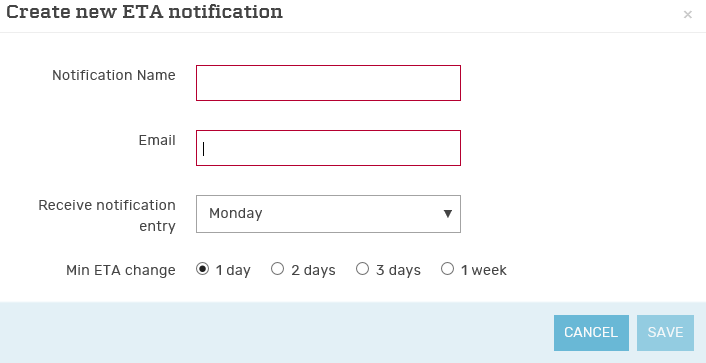 Create new ETA notification
×
Notification Name
Email
Receive notification
entry
Monday
Min ETA change
1 day
2 days
3 days
1 week
CANCEL
SAVE